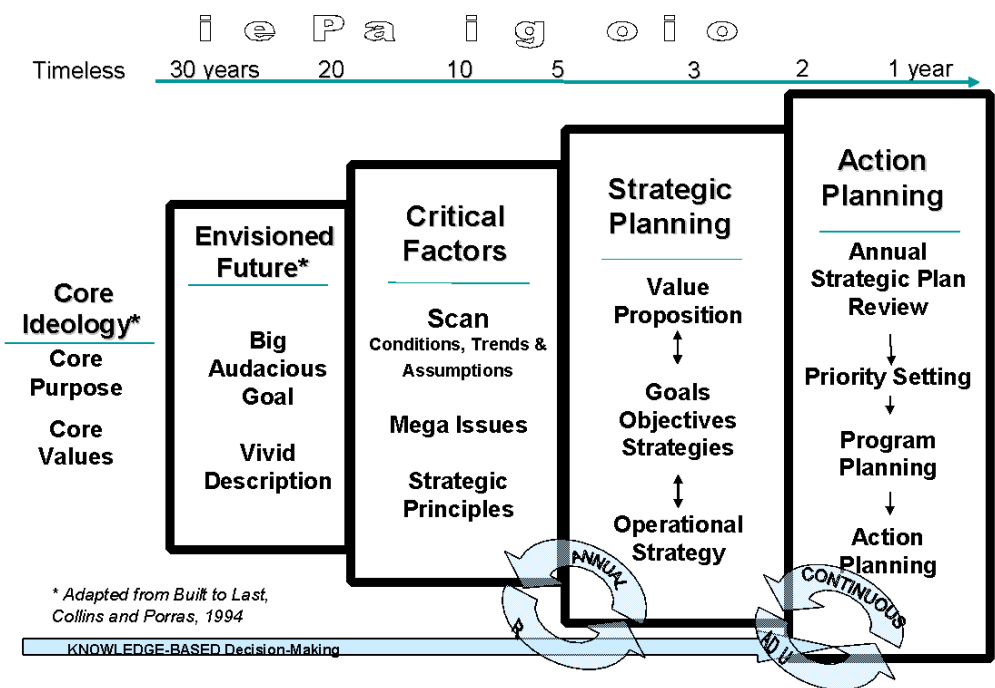 i e P a i g o i o
Timeless 30 years 20 10 5 3 2 1 year
Core
Ideology*
Core
Purpose
Core
Values
Envisioned
Future*
Big
Audacious
Goal
Vivid
Description
Critical
Factors
Scan
Conditions, Trends &
Assumptions
Mega Issues
Strategic
Principles
Strategic
Planning
Value
Proposition
Goals
Objectives
Strategies
Operational
Strategy
Action
Planning
Annual
Strategic Plan
Review
Priority Setting
Program
Planning
Action
Planning
ANNUAL
R
CONTINUOUS
AD U
* Adapted from Built to Last,
Collins and Porras, 1994
KNOWLEDGE-BASED Decision-Making